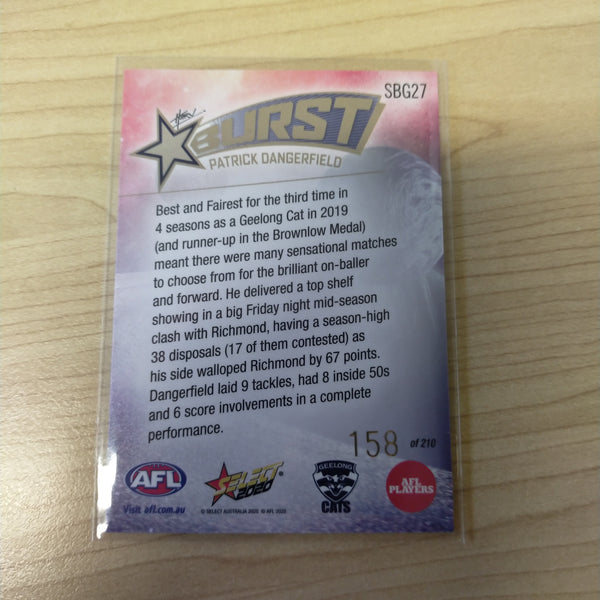 SBG27
BURST
PATRICK DANGERFIELD
Best and Fairest for the third time in
4 seasons as a Geelong Cat in 2019
(and runner-up in the Brownlow Medal)
meant there were many sensational matches
to choose from for the brilliant on-baller
and forward. He delivered a top shelf
showing in a big Friday night mid-season
clash with Richmond, having a season-high
38 disposals (17 of them contested) as
his side walloped Richmond by 67 points.
Dangerfield laid 9 tackles, had 8 inside 50s
and 6 score involvements in a complete
performance.
158 of 210
AFL
Visit afl.com.au
SELECT
2020
© SELECT AUSTRALIA 2020 © AFL 2020
GEELONG
CATS
AFL
PLAYERS